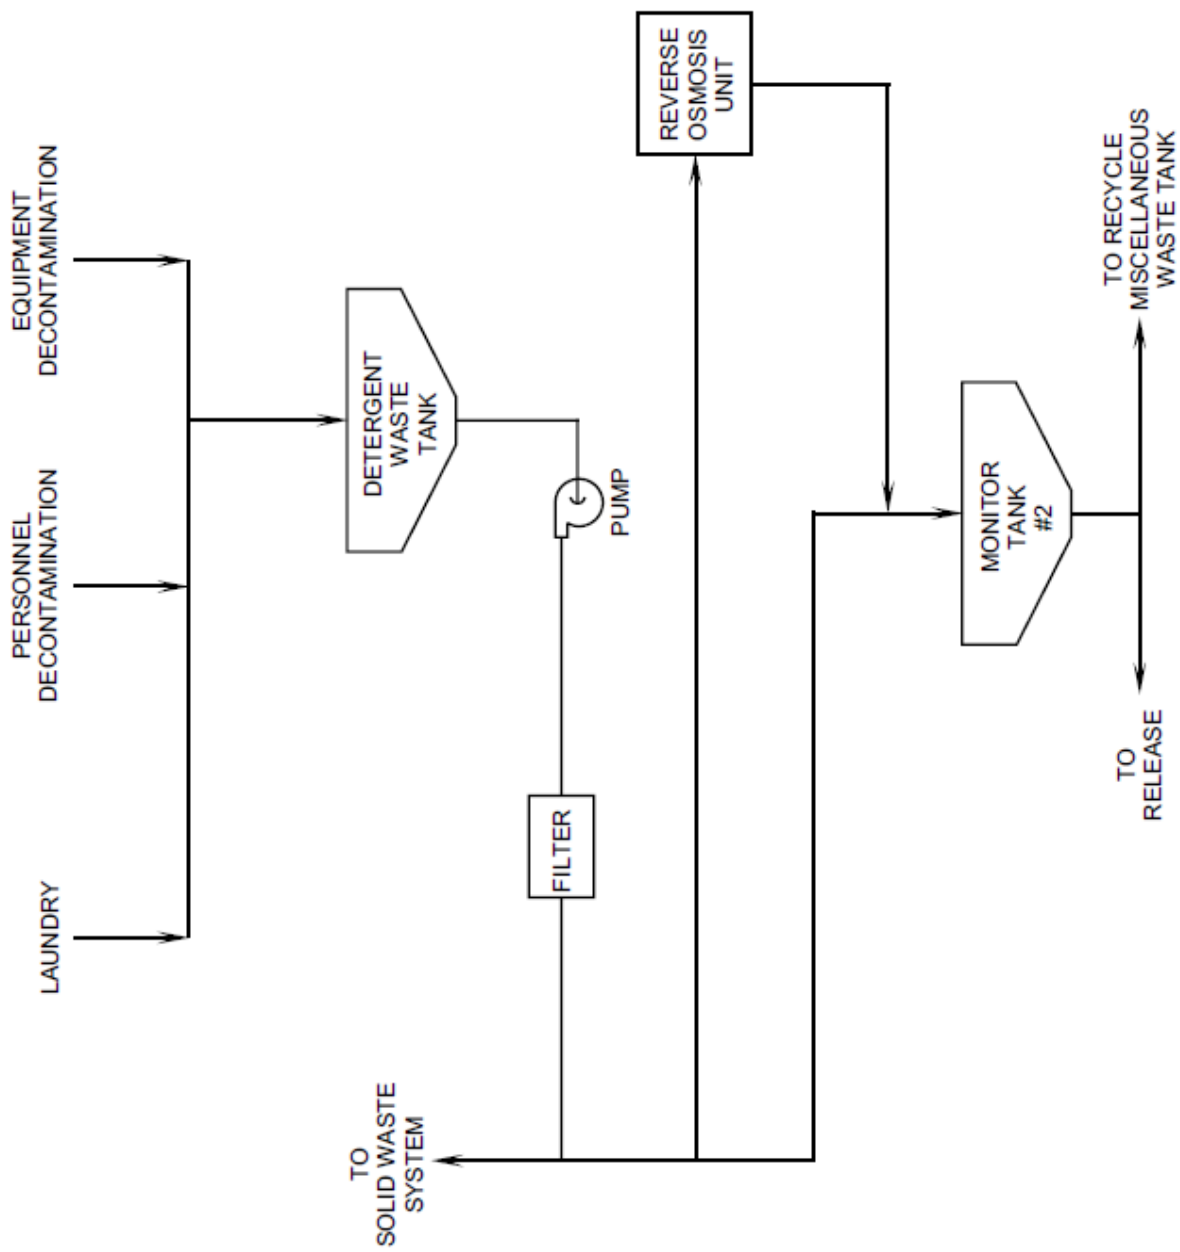 LAUNDRY
PERSONNEL
DECONTAMINATION
EQUIPMENT
DECONTAMINATION
DETERGENT
WASTE
TANK
PUMP
FILTER
TO
SOLID WASTE
SYSTEM
REVERSE
OSMOSIS
UNIT
MONITOR
TANK
#2
TO
RELEASE
TO RECYCLE
MISCELLANEOUS
WASTE TANK